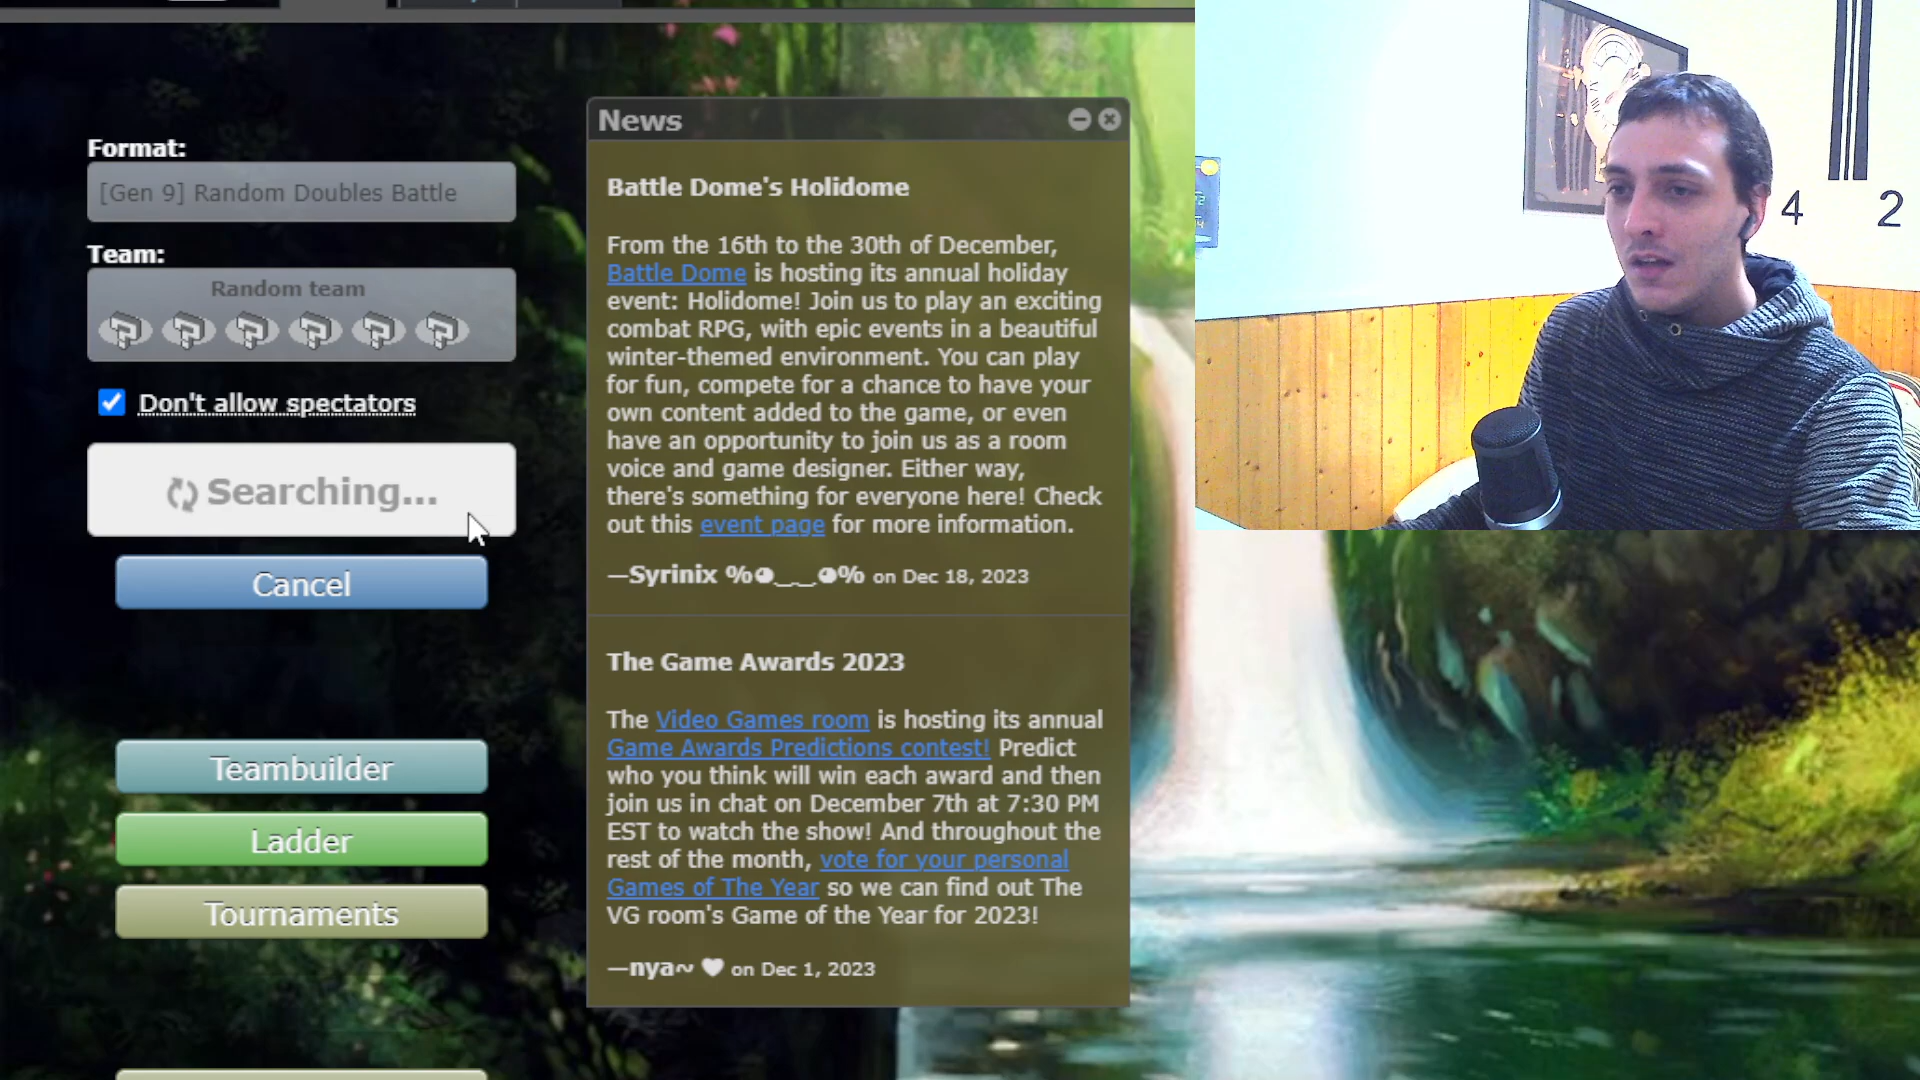 Format:
[Gen 9] Random Doubles Battle
Team:
Random team
Don't allow spectators
Searching...
Cancel
Teambuilder
Ladder
Tournaments
News
Battle Dome's Holidome
From the 16th to the 30th of December,
Battle Dome is hosting its annual holiday
event: Holidome! Join us to play an exciting
combat RPG, with epic events in a beautiful
winter-themed environment. You can play
for fun, compete for a chance to have your
own content added to the game, or even
have an opportunity to join us as a room
voice and game designer. Either way,
there's something for everyone here! Check
out this event page for more information.
—Syrinix %◕‿‿◕% on Dec 18, 2023
The Game Awards 2023
The Video Games room is hosting its annual
Game Awards Predictions contest! Predict
who you think will win each award and then
join us in chat on December 7th at 7:30 PM
EST to watch the show! And throughout the
rest of the month, vote for your personal
Games of The Year so we can find out The
VG room's Game of the Year for 2023!
—nya~ ♥ on Dec 1, 2023
4 2